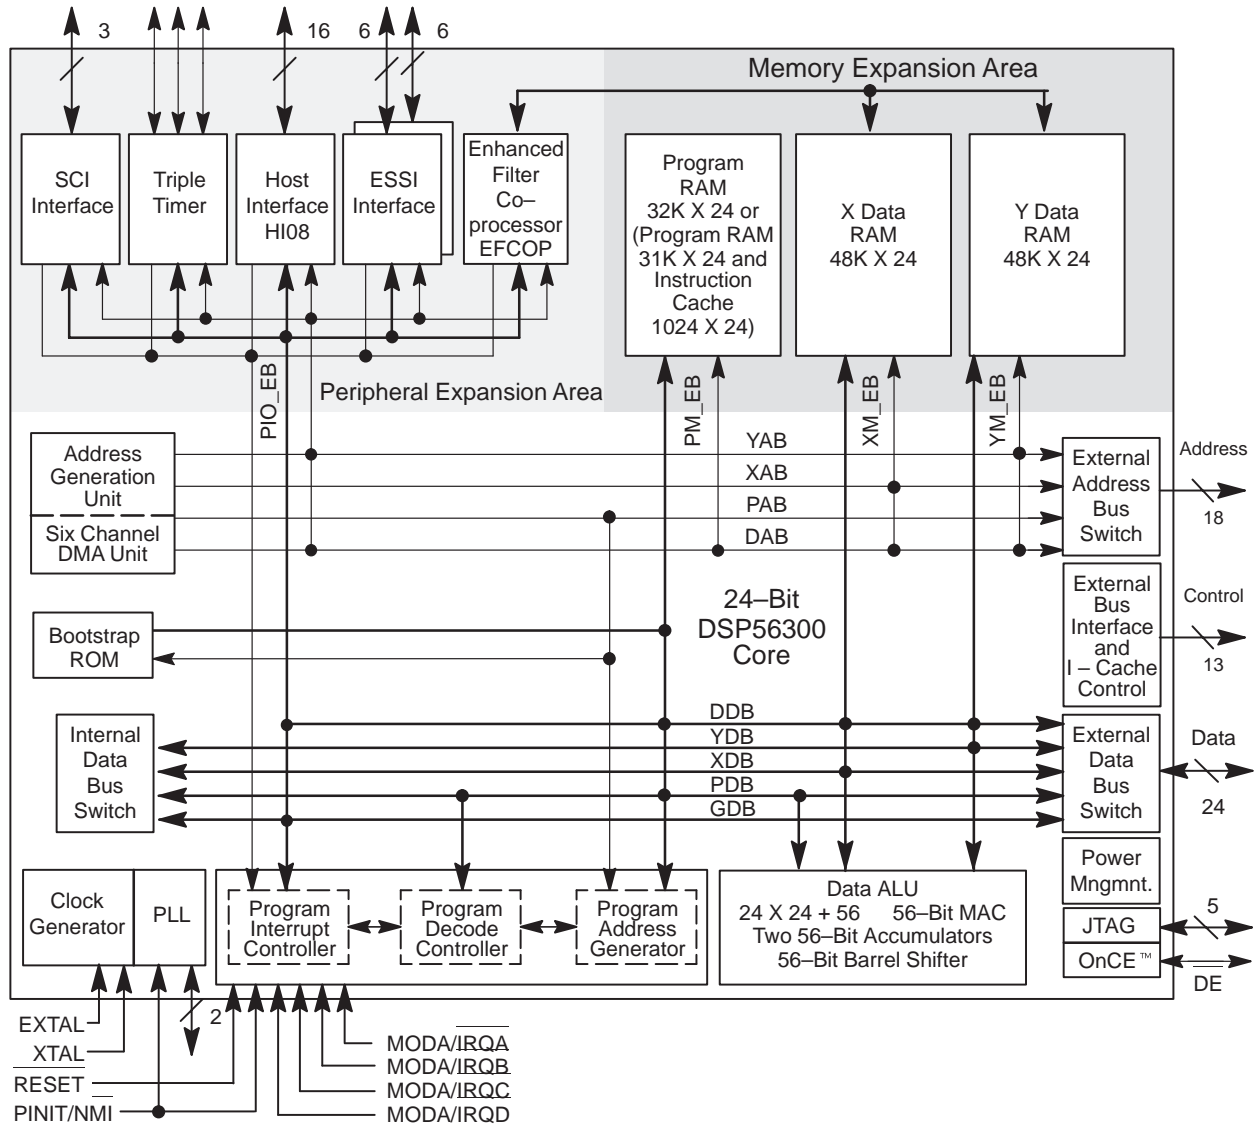 3
16
6
6
Memory Expansion Area
SCI
Interface
Triple
Timer
Host
Interface
HI08
ESSI
Interface
Enhanced
Filter
Co–
processor
EFCOP
Program
RAM
32K X 24 or
(Program RAM
31K X 24 and
Instruction
Cache
1024 X 24)
X Data
RAM
48K X 24
Y Data
RAM
48K X 24
Peripheral Expansion Area
PIO_EB
PM_EB
XM_EB
YM_EB
Address
Generation
Unit
Six Channel
DMA Unit
YAB
XAB
PAB
DAB
External
Address
Bus
Switch
Address
18
24–Bit
DSP56300
Core
Bootstrap
ROM
External
Bus
Interface
and
I – Cache
Control
Control
13
DDB
YDB
XDB
PDB
GDB
Internal
Data
Bus
Switch
External
Data
Bus
Switch
Data
24
Power
Mngmnt.
Clock
Generator
PLL
Program
Interrupt
Controller
Program
Decode
Controller
Program
Address
Generator
Data ALU
24 X 24 + 56 56–Bit MAC
Two 56–Bit Accumulators
56–Bit Barrel Shifter
JTAG
5
OnCE™
DE
2
EXTAL
XTAL
RESET
PINIT/NMI
MODA/IRQA
MODA/IRQB
MODA/IRQC
MODA/IRQD